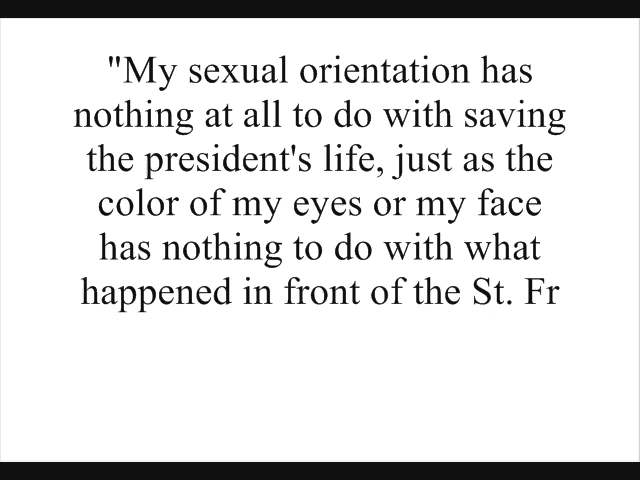 "My sexual orientation has
nothing at all to do with saving
the president's life, just as the
color of my eyes or my face
has nothing to do with what
happened in front of the St. Fr